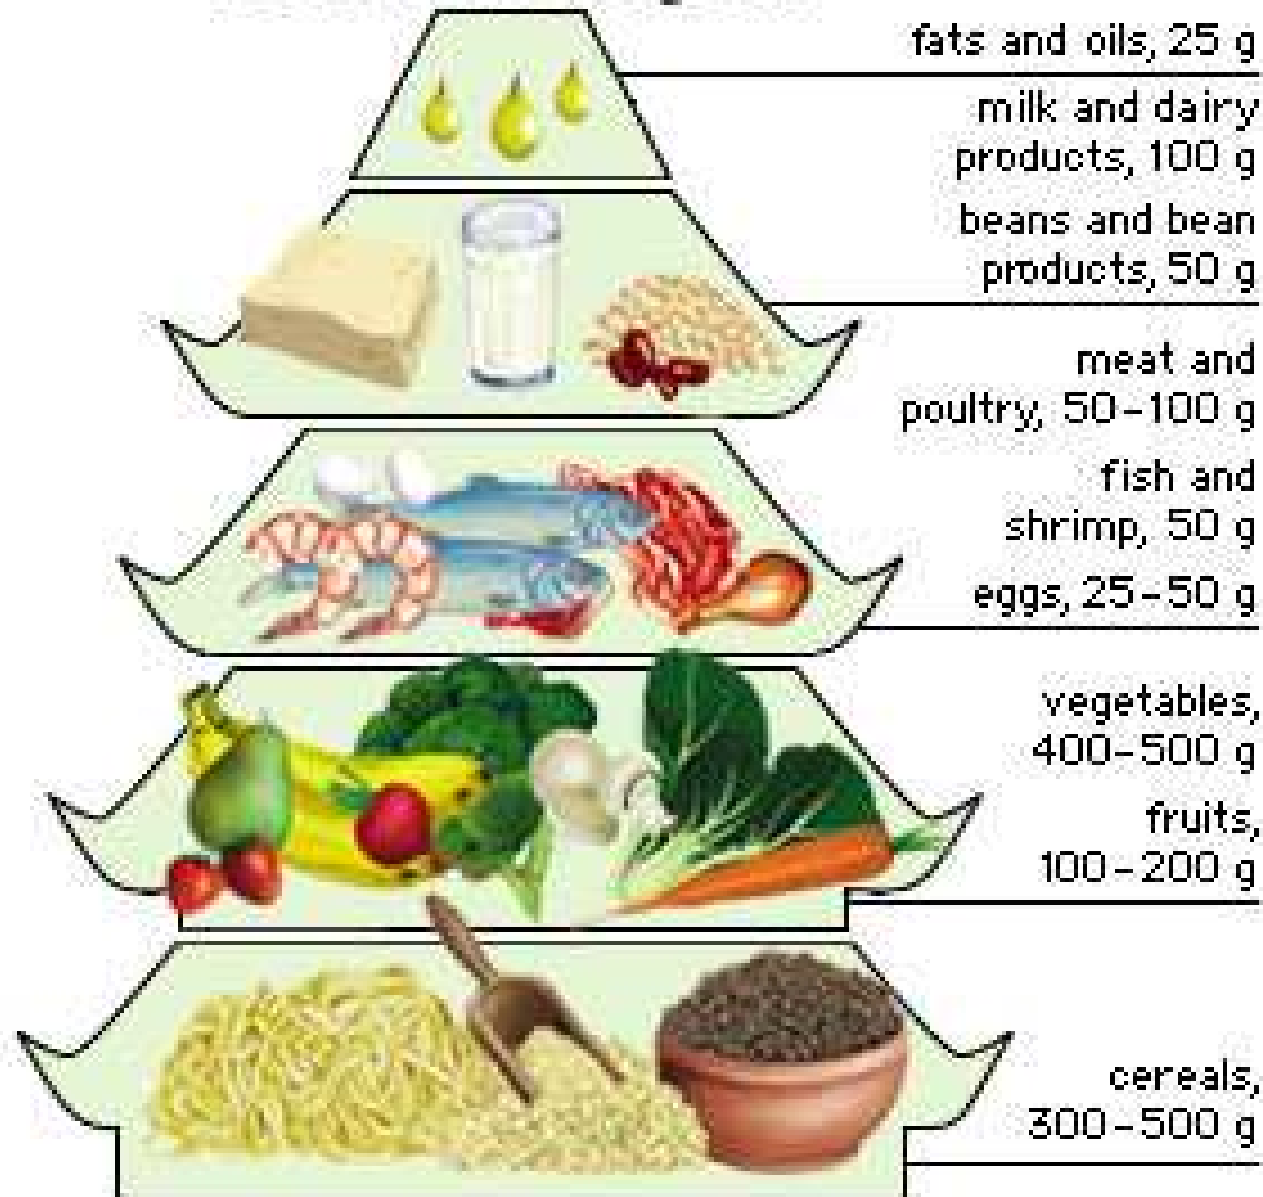 fats and oils, 25 g
milk and dairy
products, 100 g
beans and bean
products, 50 g
meat and
poultry, 50–100 g
fish and
shrimp, 50 g
eggs, 25–50 g
vegetables,
400–500 g
fruits,
100–200 g
cereals,
300–500 g